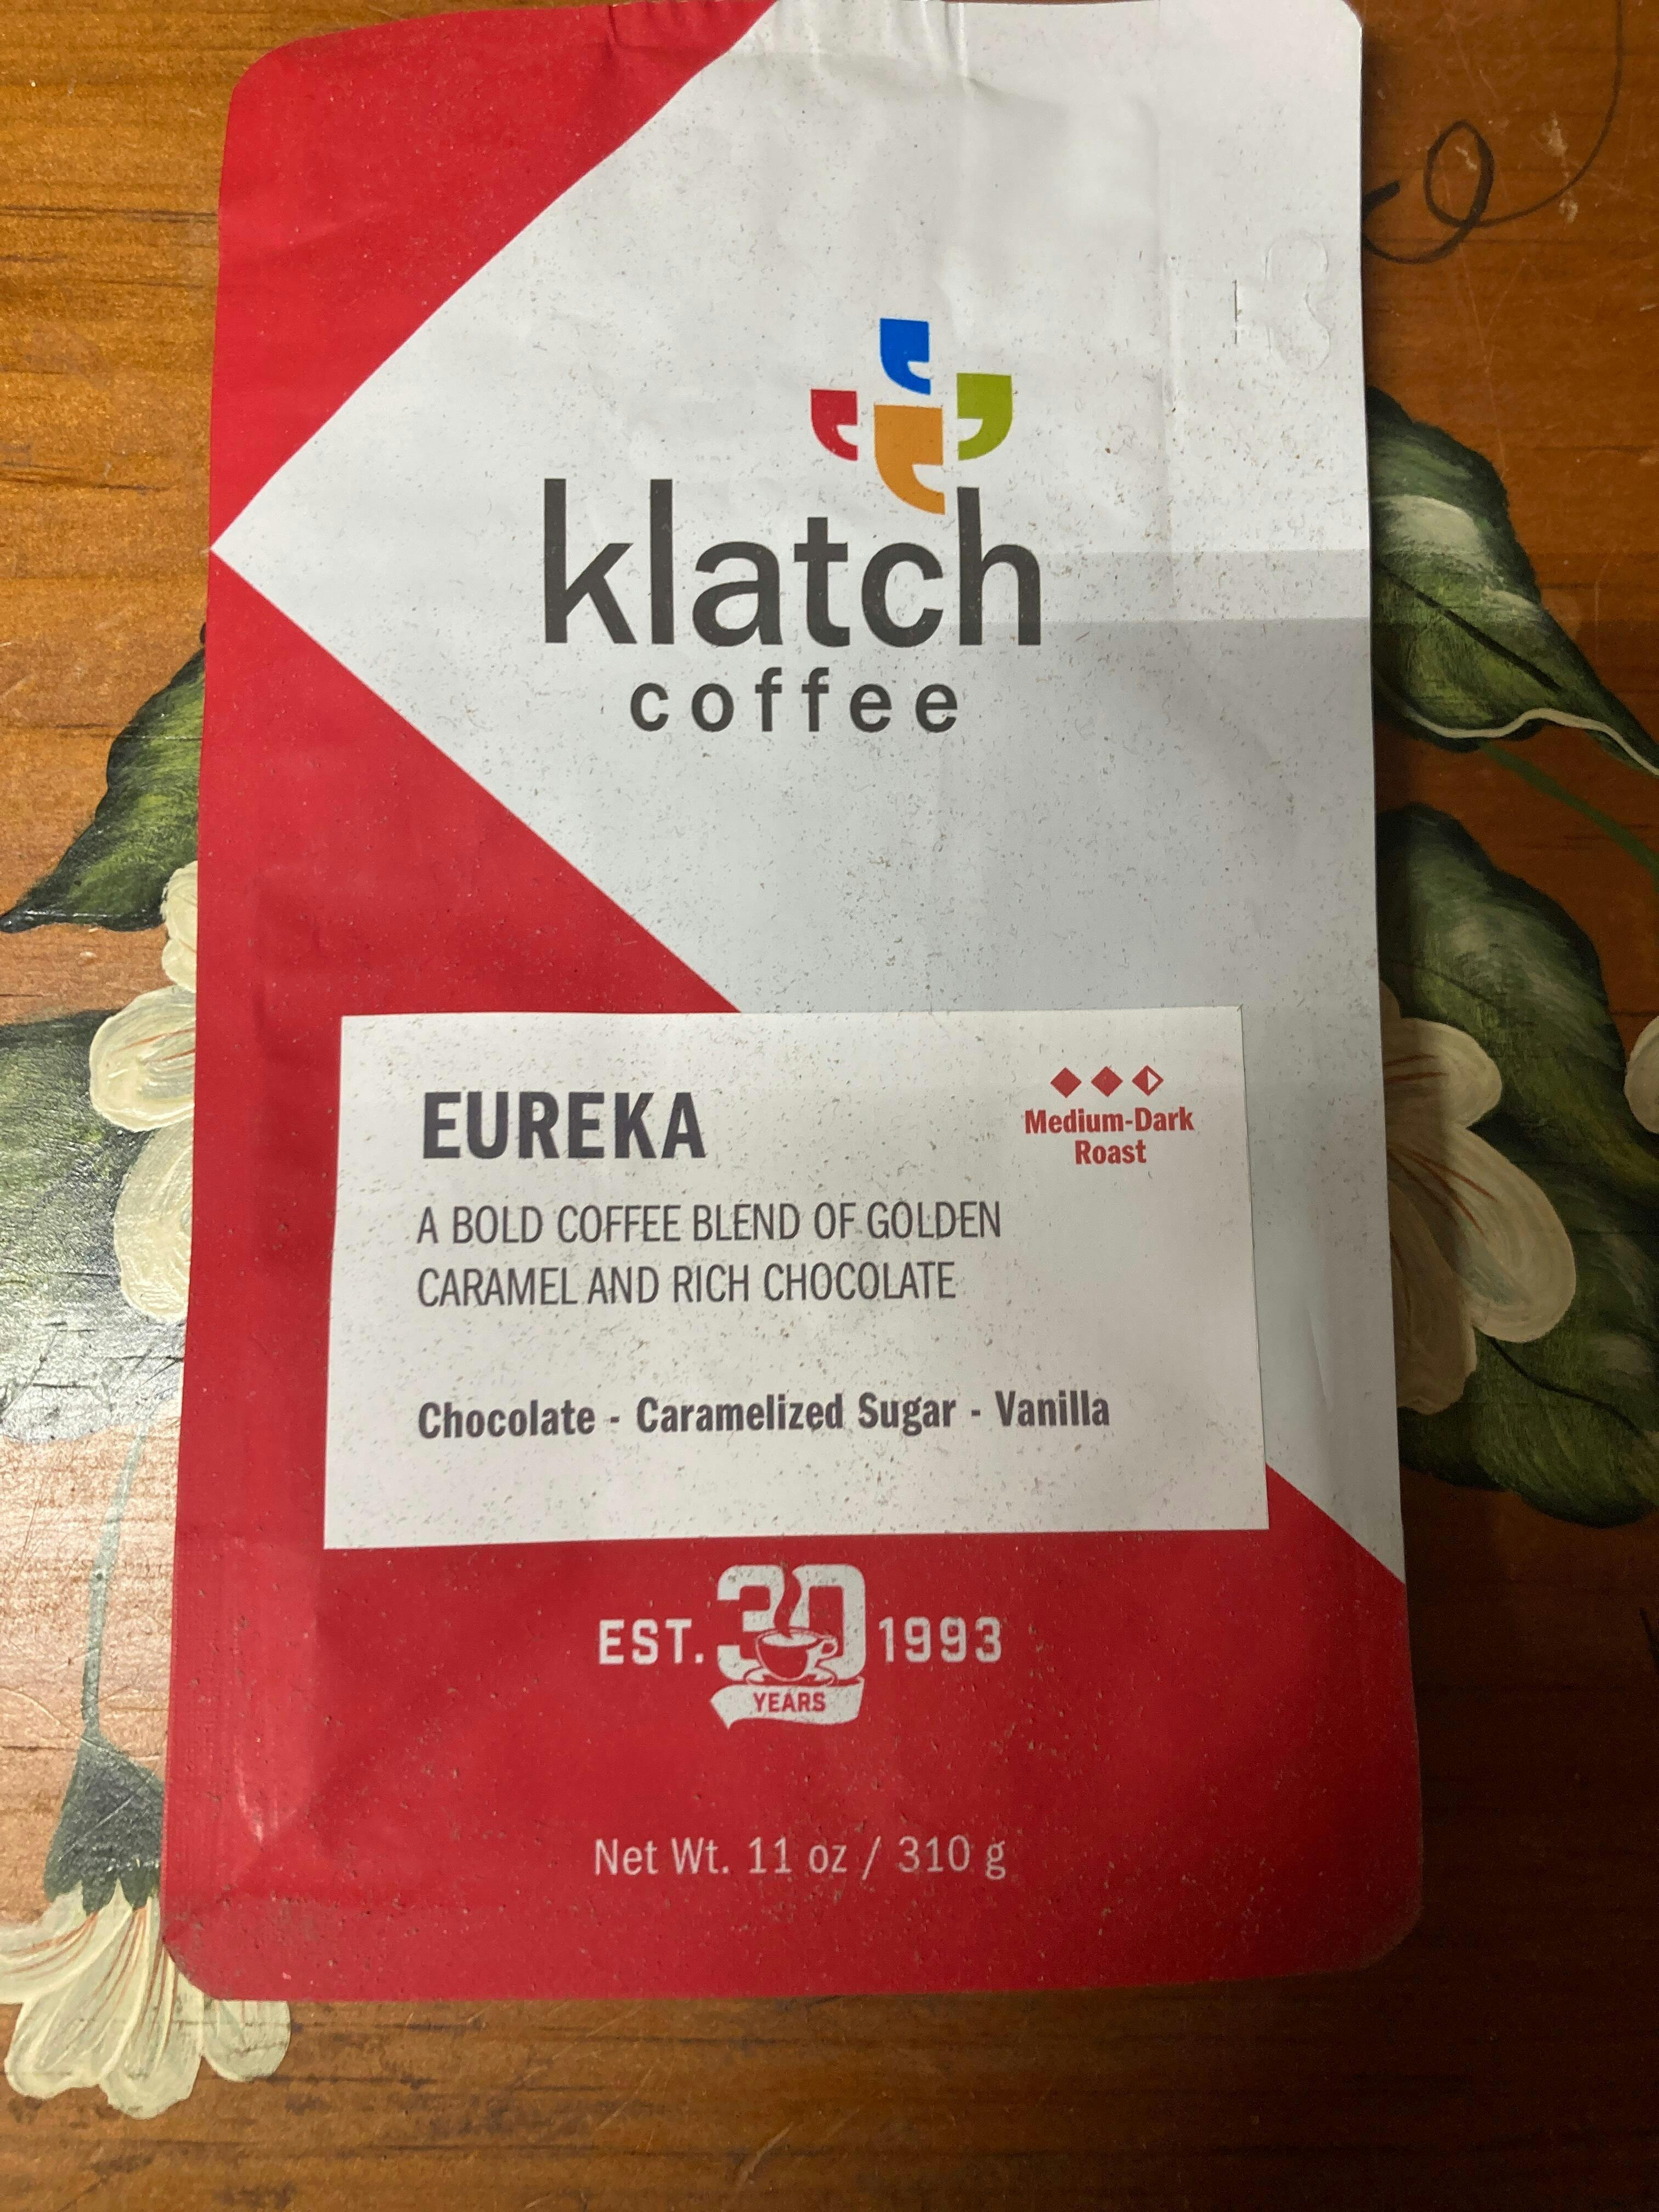 klatch
coffee
EUREKA
Medium-Dark
Roast
A BOLD COFFEE BLEND OF GOLDEN
CARAMEL AND RICH CHOCOLATE
Chocolate - Caramelized Sugar - Vanilla
EST. 30 1993
YEARS
Net Wt. 11 oz / 310 g